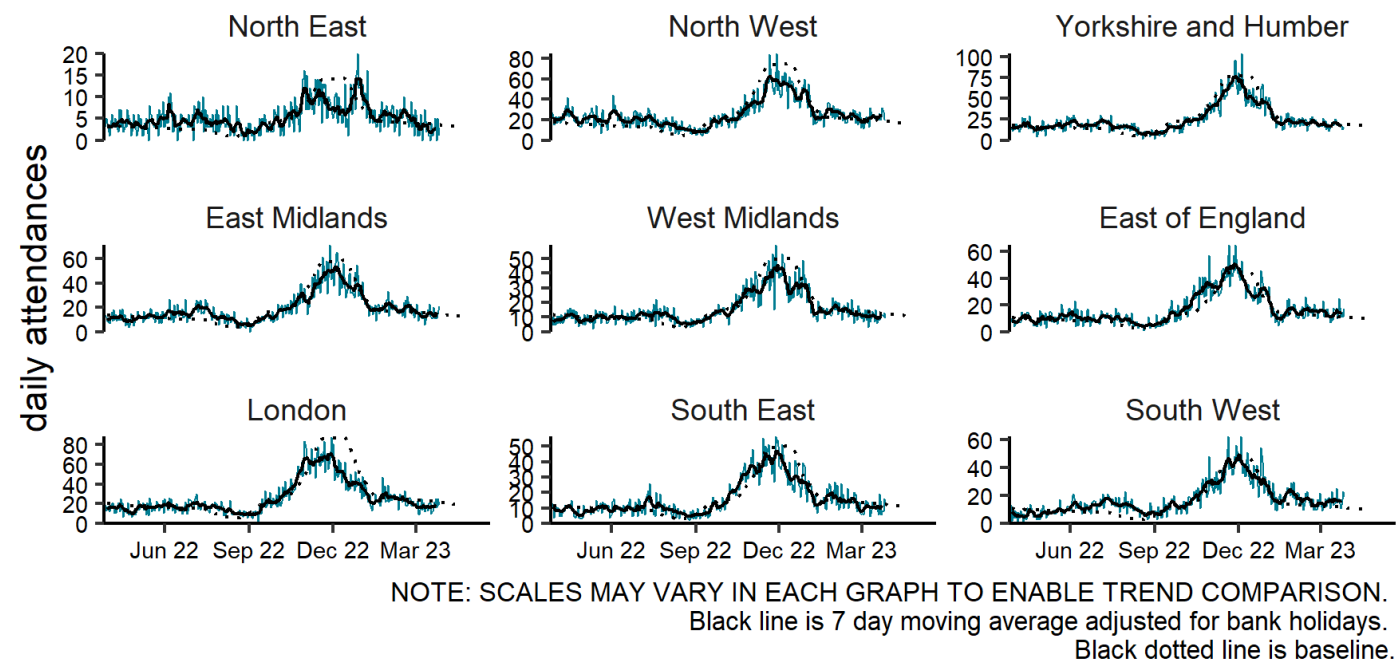 North East North West Yorkshire and Humber
20 15 10 5 0
80 60 40 20 0
100 75 50 25 0
daily attendances
East Midlands West Midlands East of England
60 40 20 0
50 40 30 20 10 0
60 40 20 0
London South East South West
80 60 40 20 0
50 40 30 20 10 0
60 40 20 0
Jun 22 Sep 22 Dec 22 Mar 23 Jun 22 Sep 22 Dec 22 Mar 23 Jun 22 Sep 22 Dec 22 Mar 23
NOTE: SCALES MAY VARY IN EACH GRAPH TO ENABLE TREND COMPARISON.
Black line is 7 day moving average adjusted for bank holidays.
Black dotted line is baseline.